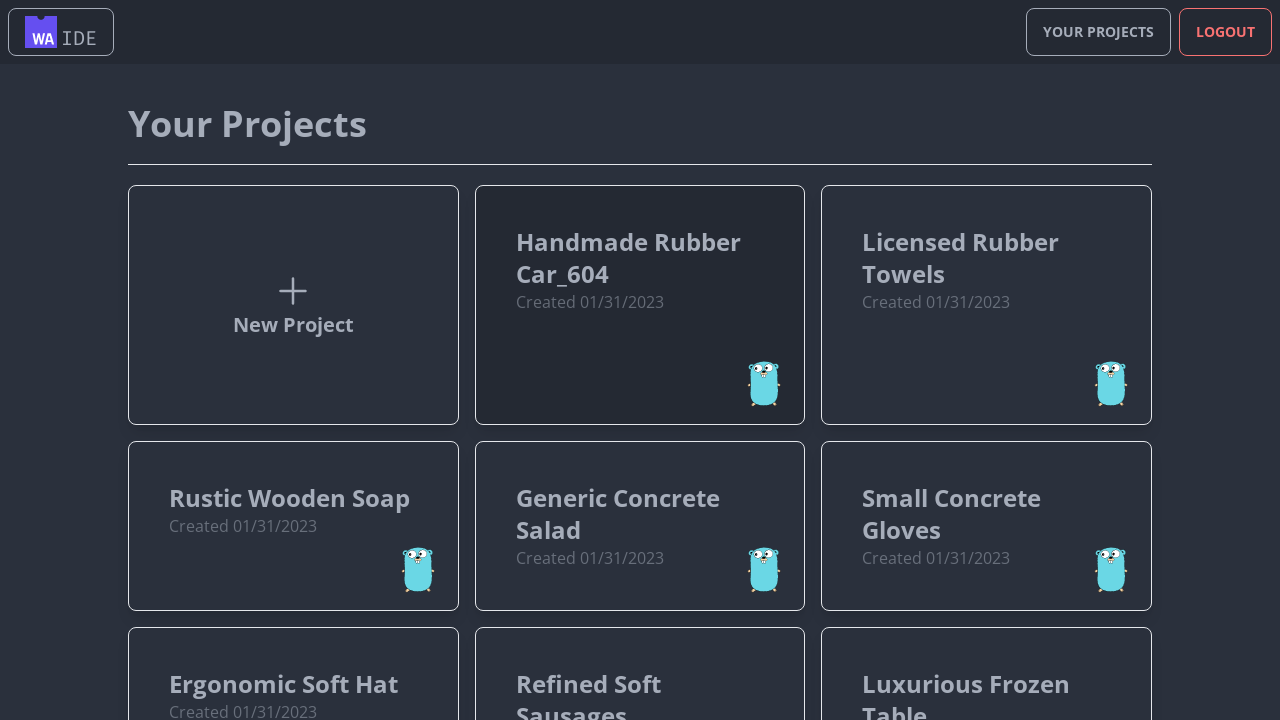 WA IDE
YOUR PROJECTS
LOGOUT
Your Projects
New Project
Handmade Rubber
Car_604
Created 01/31/2023
Licensed Rubber
Towels
Created 01/31/2023
Rustic Wooden Soap
Created 01/31/2023
Generic Concrete
Salad
Created 01/31/2023
Small Concrete
Gloves
Created 01/31/2023
Ergonomic Soft Hat
Created 01/31/2023
Refined Soft
Sausages
Luxurious Frozen
Table